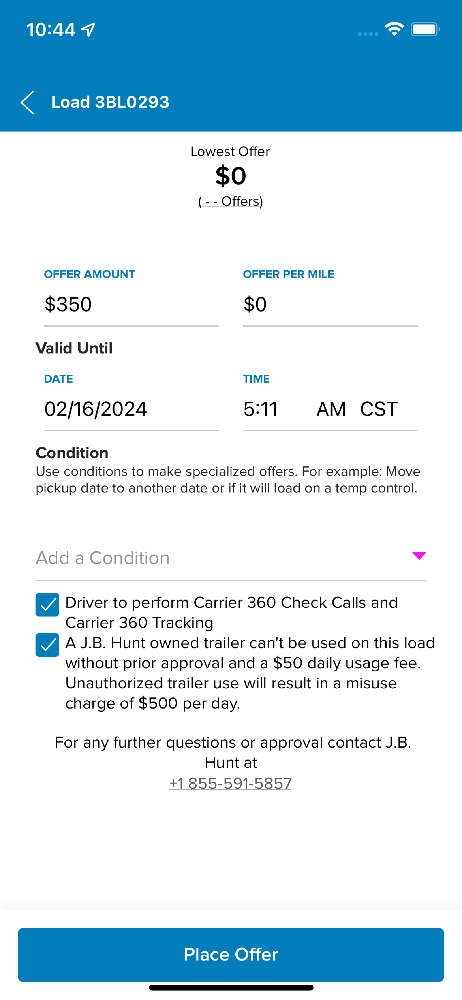 10:44
Load 3BL0293
Lowest Offer
$0
( - - Offers)
OFFER AMOUNT OFFER PER MILE
$350 $0
Valid Until
DATE TIME
02/16/2024 5:11 AM CST
Condition
Use conditions to make specialized offers. For example: Move
pickup date to another date or if it will load on a temp control.
Add a Condition
Driver to perform Carrier 360 Check Calls and
Carrier 360 Tracking
A J.B. Hunt owned trailer can't be used on this load
without prior approval and a $50 daily usage fee.
Unauthorized trailer use will result in a misuse
charge of $500 per day.
For any further questions or approval contact J.B.
Hunt at
+1 855-591-5857
Place Offer